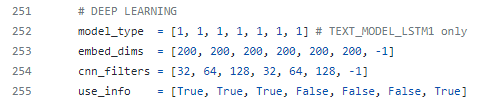 251 # DEEP LEARNING
252 model_type = [1, 1, 1, 1, 1, 1, 1] # TEXT_MODEL_LSTM1 only
253 embed_dims = [200, 200, 200, 200, 200, 200, -1]
254 cnn_filters = [32, 64, 128, 32, 64, 128, -1]
255 use_info = [True, True, True, False, False, False, True]